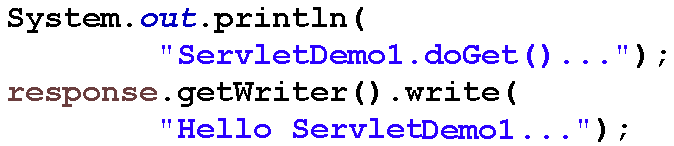 System.out.println(
"ServletDemo1.doGet()...");
response.getWriter().write(
"Hello ServletDemo1...");